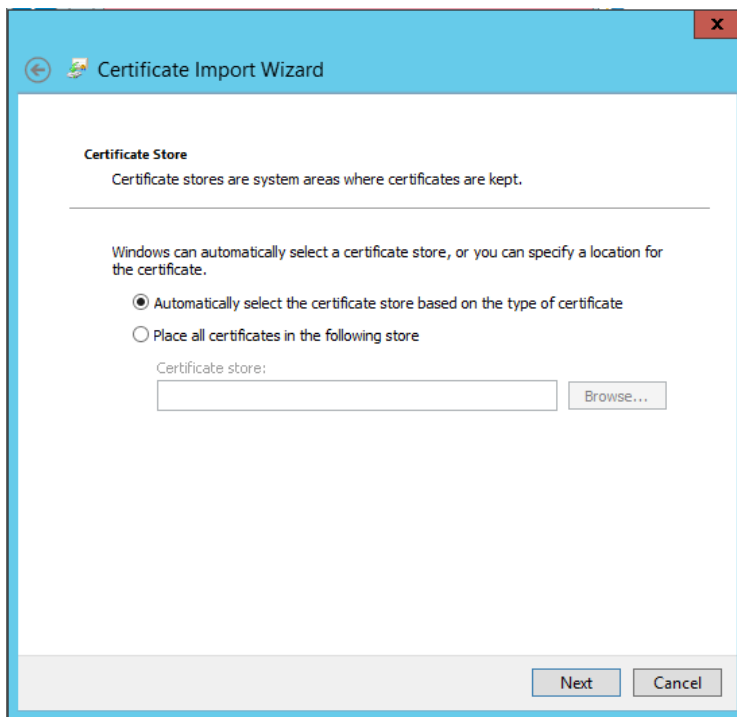 x
Certificate Import Wizard
Certificate Store
Certificate stores are system areas where certificates are kept.
Windows can automatically select a certificate store, or you can specify a location for
the certificate.
Automatically select the certificate store based on the type of certificate
Place all certificates in the following store
Certificate store:
Browse...
Next Cancel